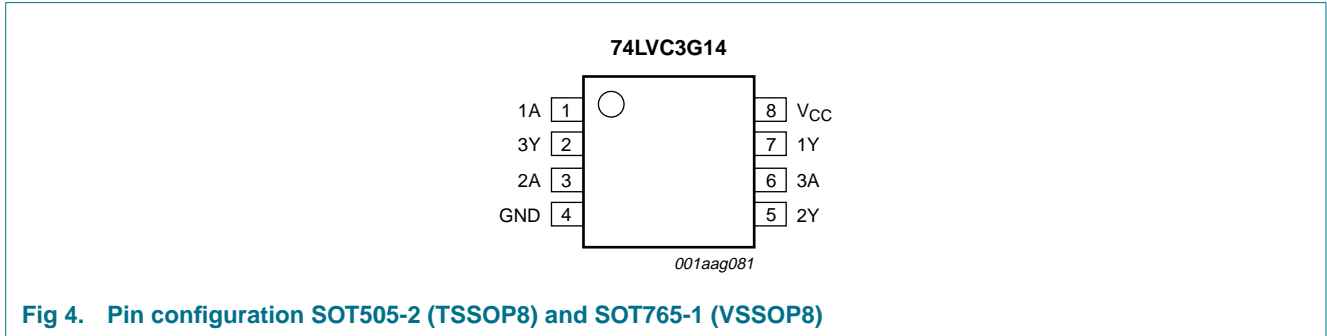 74LVC3G14
1A 1 8 VCC
3Y 2 7 1Y
2A 3 6 3A
GND 4 5 2Y
001aag081
Fig 4. Pin configuration SOT505-2 (TSSOP8) and SOT765-1 (VSSOP8)